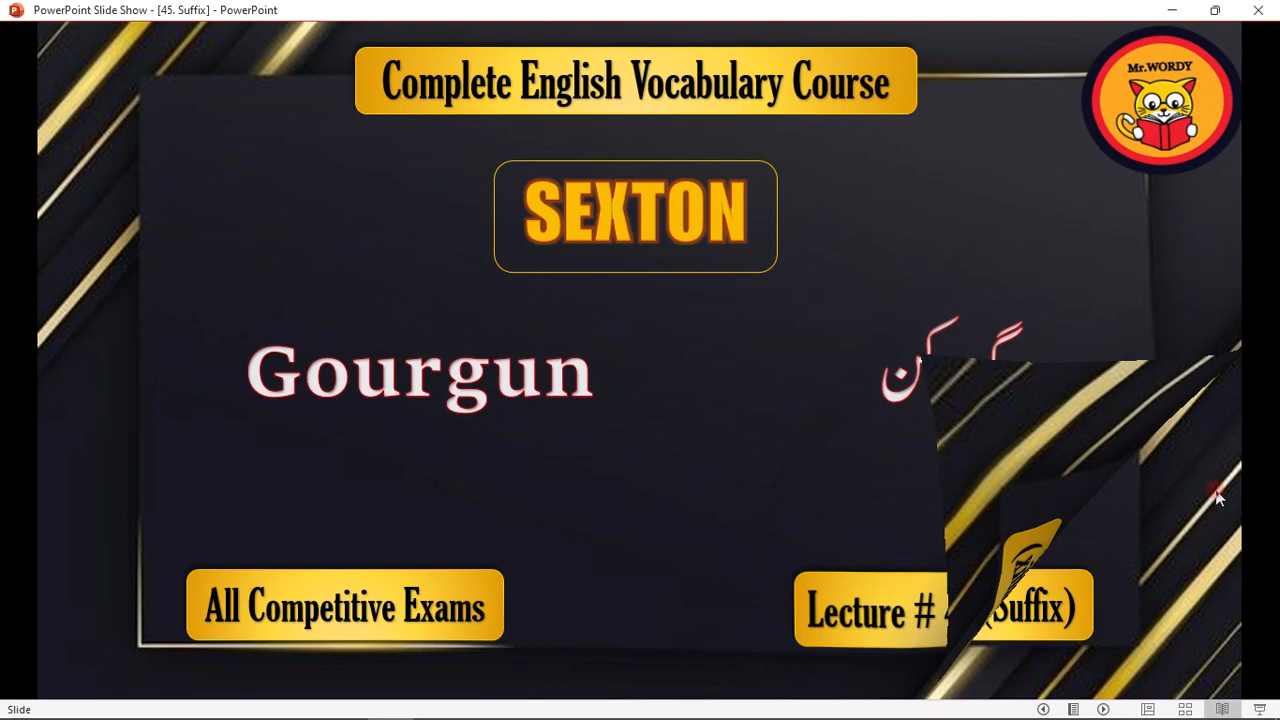 PowerPoint Slide Show - [45. Suffix] - PowerPoint
Complete English Vocabulary Course
Mr.WORDY
SEXTON
Gourgun
All Competitive Exams
Lecture #
(Suffix)
Slide